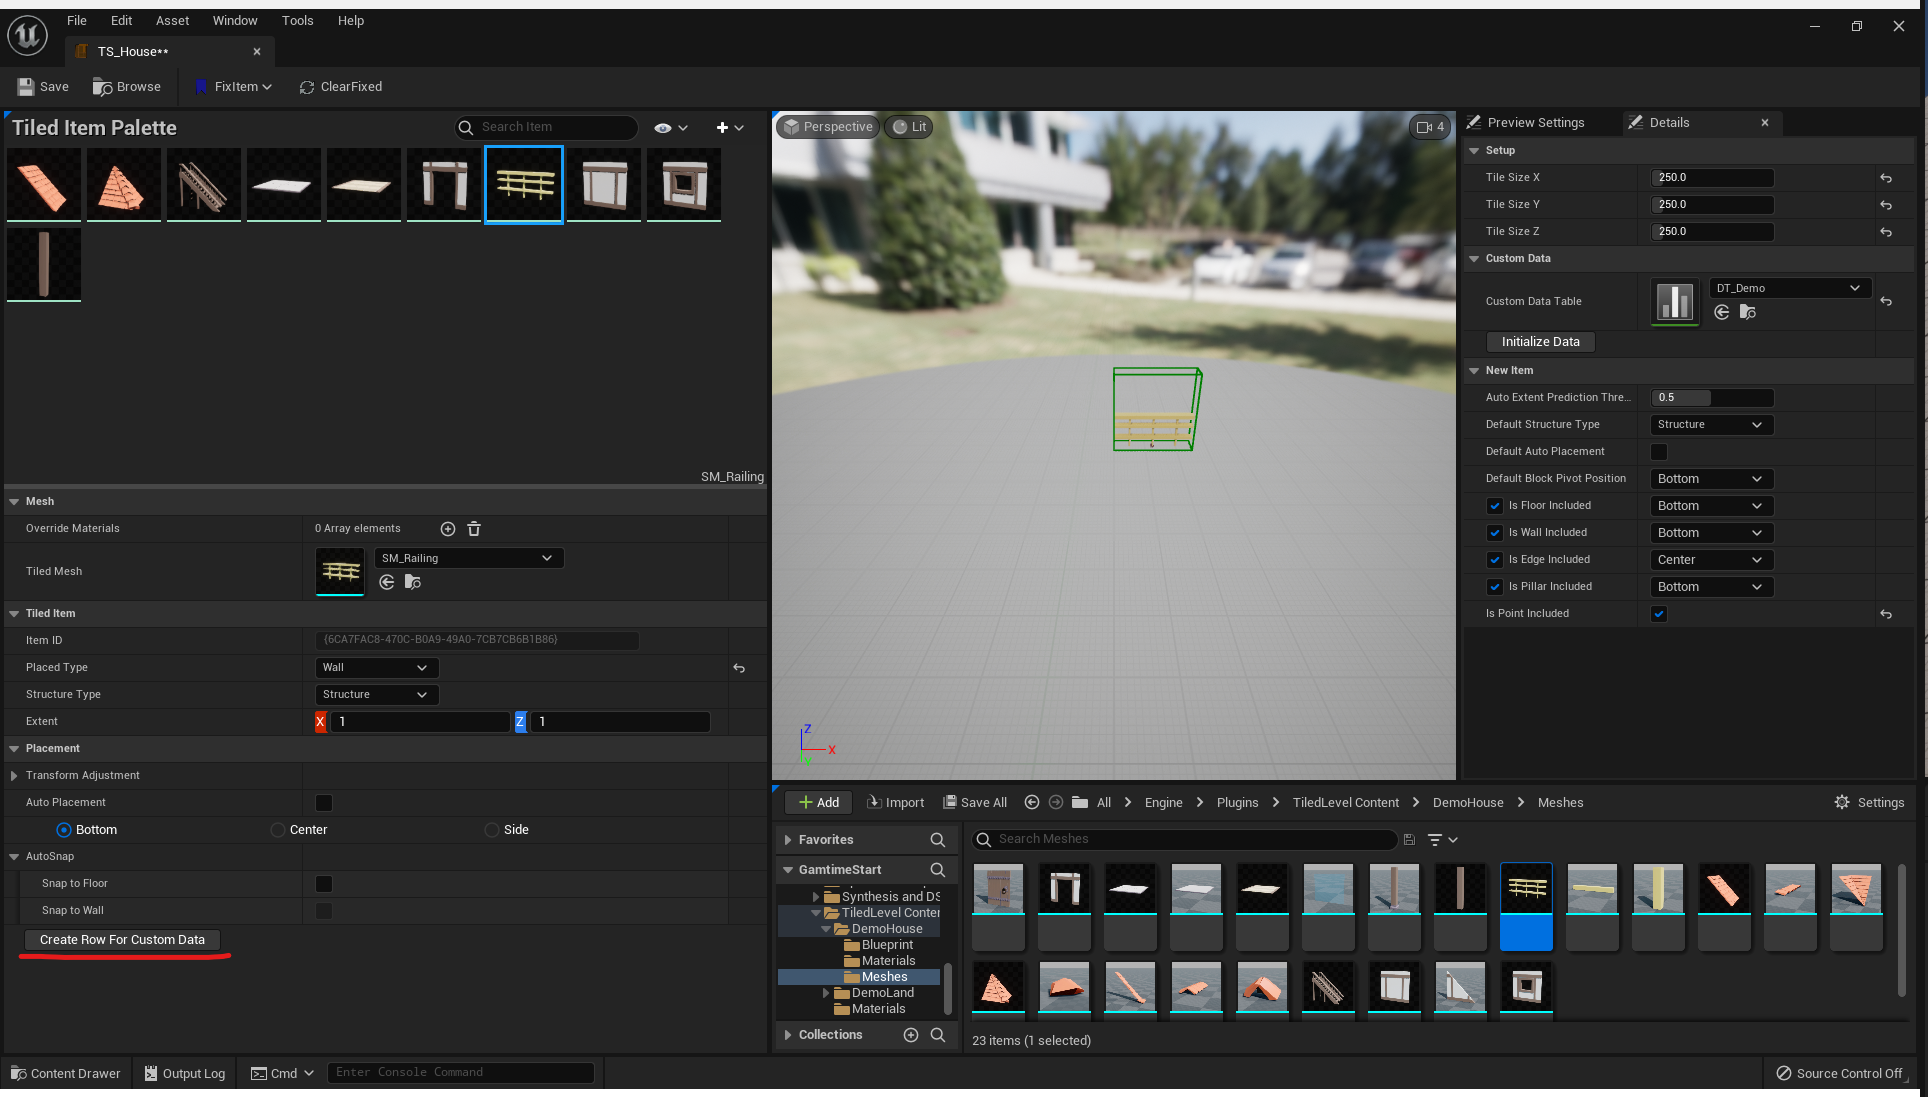 File Edit Asset Window Tools Help
TS_House**
Save Browse FixItem ClearFixed
Tiled Item Palette
Search Item
SM_Railing
Mesh
Override Materials 0 Array elements
Tiled Mesh SM_Railing
Tiled Item
Item ID {6CA7FAC8-470C-B0A9-49A0-7CB7CB6B1B86}
Placed Type Wall
Structure Type Structure
Extent X 1 Z 1
Placement
Transform Adjustment
Auto Placement
Bottom Center Side
AutoSnap
Snap to Floor
Snap to Wall
Create Row For Custom Data
Perspective Lit 4
Z
X
Y
Preview Settings Details
Setup
Tile Size X 250.0
Tile Size Y 250.0
Tile Size Z 250.0
Custom Data
Custom Data Table DT_Demo
Initialize Data
New Item
Auto Extent Prediction Thre... 0.5
Default Structure Type Structure
Default Auto Placement
Default Block Pivot Position Bottom
Is Floor Included Bottom
Is Wall Included Bottom
Is Edge Included Center
Is Pillar Included Bottom
Is Point Included
Add Import Save All All Engine Plugins TiledLevel Content DemoHouse Meshes Settings
Favorites
GamtimeStart
Synthesis and DS
TiledLevel Conter
DemoHouse
Blueprint
Materials
Meshes
DemoLand
Materials
Collections
Search Meshes
23 items (1 selected)
Content Drawer Output Log Cmd Enter Console Command Source Control Off